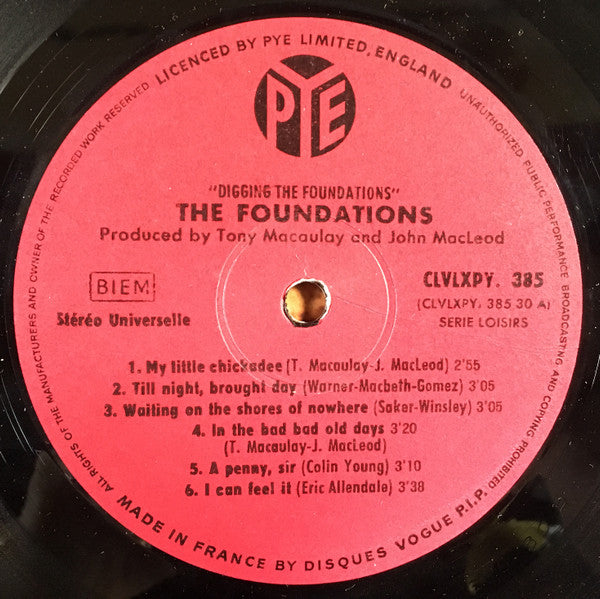 LICENCED BY PYE LIMITED, ENGLAND
UNAUTHORIZED PUBLIC PERFORMANCE BROADCASTING AND COPYING PROHIBITED
ALL RIGHTS OF THE MANUFACTURERS AND OWNER OF THE RECORDED WORK RESERVED
PYE
"DIGGING THE FOUNDATIONS"
THE FOUNDATIONS
Produced by Tony Macaulay and John MacLeod
BIEM
Stéréo Universelle
CLVLXPY. 385
(CLVLXPY. 385 30 A)
SERIE LOISIRS
1. My little chickadee (T. Macaulay-J. MacLeod) 2'55
2. Till night, brought day (Warner-Macbeth-Gomez) 3'05
3. Waiting on the shores of nowhere (Saker-Winsley) 3'05
4. In the bad bad old days 3'20
(T. Macaulay-J. MacLeod)
5. A penny, sir (Colin Young) 3'10
6. I can feel it (Eric Allendale) 3'38
MADE IN FRANCE BY DISQUES VOGUE P.I.P.